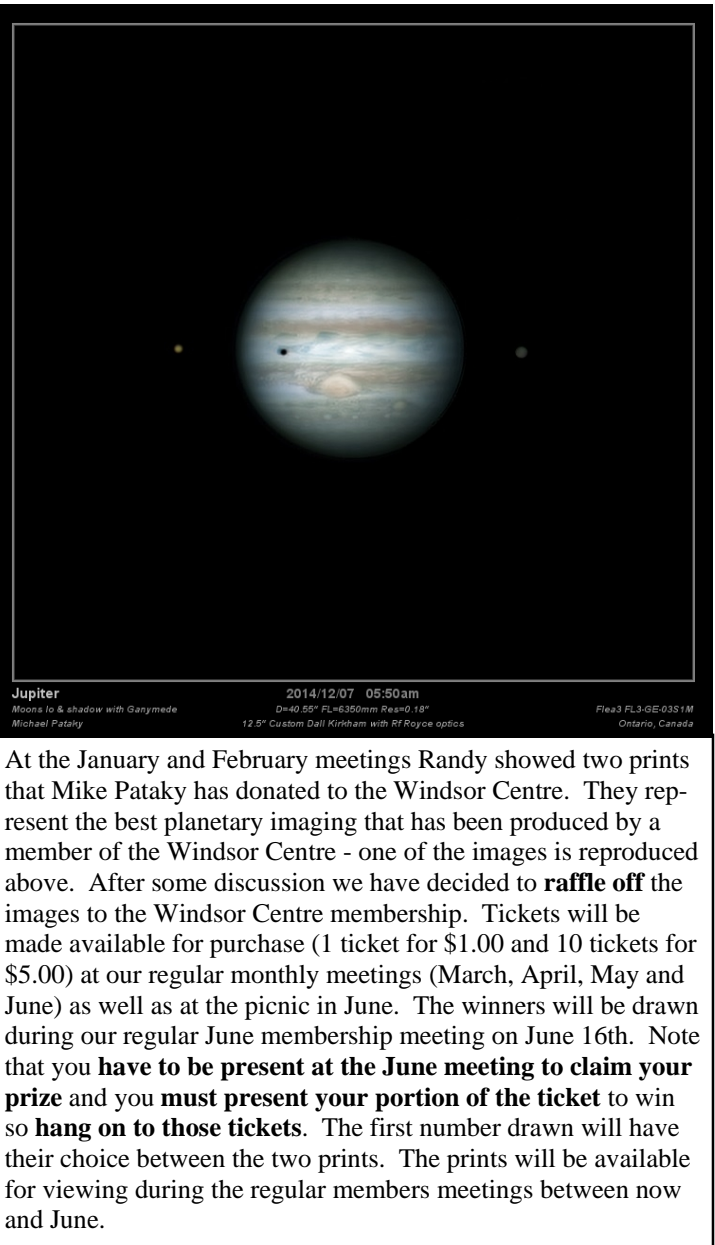 Jupiter 2014/12/07 05:50am
Moons Io & shadow with Ganymede D=40.55" FL=6350mm Res=0.18" Flea3 FL3-GE-03S1M
Michael Pataky 12.5" Custom Dall Kirkham with Rf Royce optics Ontario, Canada
At the January and February meetings Randy showed two prints
that Mike Pataky has donated to the Windsor Centre. They rep-
resent the best planetary imaging that has been produced by a
member of the Windsor Centre - one of the images is reproduced
above. After some discussion we have decided to raffle off the
images to the Windsor Centre membership. Tickets will be
made available for purchase (1 ticket for $1.00 and 10 tickets for
$5.00) at our regular monthly meetings (March, April, May and
June) as well as at the picnic in June. The winners will be drawn
during our regular June membership meeting on June 16th. Note
that you have to be present at the June meeting to claim your
prize and you must present your portion of the ticket to win
so hang on to those tickets. The first number drawn will have
their choice between the two prints. The prints will be available
for viewing during the regular members meetings between now
and June.